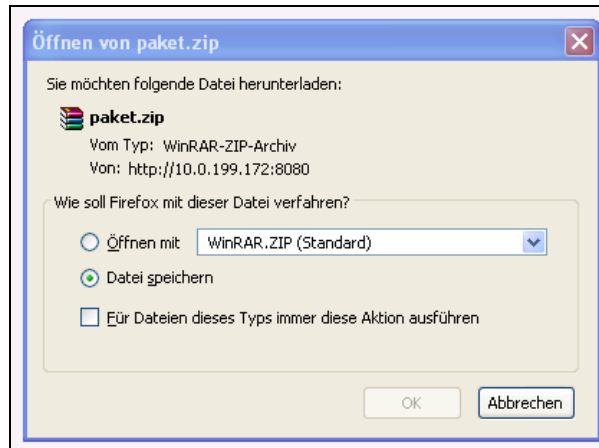 Öffnen von paket.zip
Sie möchten folgende Datei herunterladen:
paket.zip
Vom Typ: WinRAR-ZIP-Archiv
Von: http://10.0.199.172:8080
Wie soll Firefox mit dieser Datei verfahren?
Öffnen mit WinRAR.ZIP (Standard)
Datei speichern
Für Dateien dieses Typs immer diese Aktion ausführen
OK Abbrechen